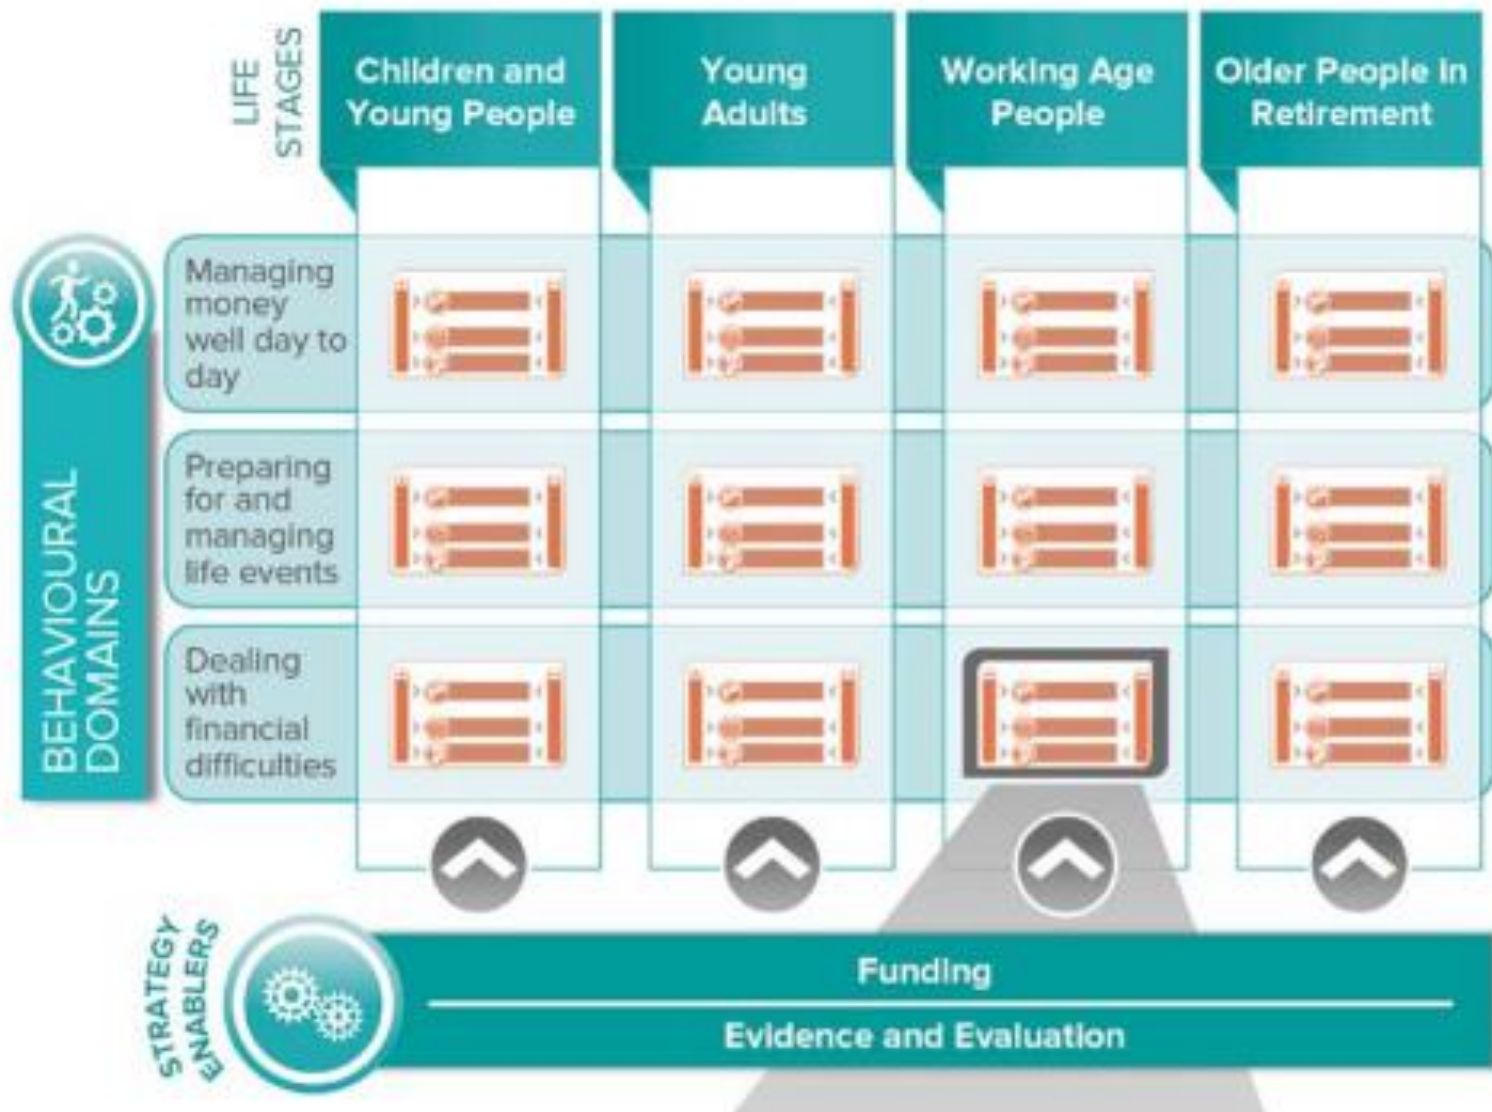 LIFE
STAGES
Children and
Young People
Young
Adults
Working Age
People
Older People in
Retirement
BEHAVIOURAL
DOMAINS
Managing
money
well day to
day
Preparing
for and
managing
life events
Dealing
with
financial
difficulties
STRATEGY
ENABLERS
Funding
Evidence and Evaluation